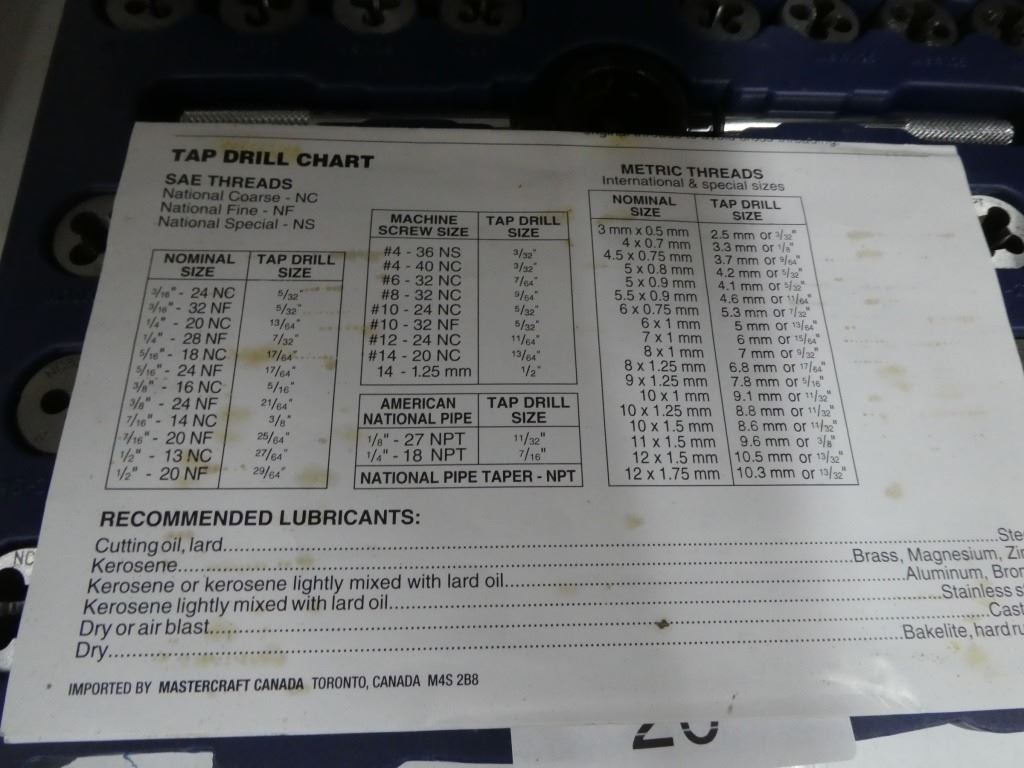 TAP DRILL CHART
SAE THREADS
National Coarse - NC
National Fine - NF
National Special - NS
NOMINAL SIZE TAP DRILL SIZE
3/16" - 24 NC 5/32"
3/16" - 32 NF 5/32"
1/4" - 20 NC 13/64"
1/4" - 28 NF 7/32"
5/16" - 18 NC 17/64"
5/16" - 24 NF 17/64"
3/8" - 16 NC 5/16"
3/8" - 24 NF 21/64"
7/16" - 14 NC 3/8"
7/16" - 20 NF 25/64"
1/2" - 13 NC 27/64"
1/2" - 20 NF 29/64"
MACHINE SCREW SIZE TAP DRILL SIZE
#4 - 36 NS 3/32"
#4 - 40 NC 3/32"
#6 - 32 NC 7/64"
#8 - 32 NC 9/64"
#10 - 24 NC 5/32"
#10 - 32 NF 5/32"
#12 - 24 NC 11/64"
#14 - 20 NC 13/64"
14 - 1.25 mm 1/2"
AMERICAN NATIONAL PIPE TAP DRILL SIZE
1/8" - 27 NPT 11/32"
1/4" - 18 NPT 7/16"
NATIONAL PIPE TAPER - NPT
METRIC THREADS
International & special sizes
NOMINAL SIZE TAP DRILL SIZE
3 mm x 0.5 mm 2.5 mm or 3/32"
4 x 0.7 mm 3.3 mm or 1/8"
4.5 x 0.75 mm 3.7 mm or 9/64"
5 x 0.8 mm 4.2 mm or 5/32"
5 x 0.9 mm 4.1 mm or 5/32"
5.5 x 0.9 mm 4.6 mm or 11/64"
6 x 0.75 mm 5.3 mm or 7/32"
6 x 1 mm 5 mm or 13/64"
7 x 1 mm 6 mm or 15/64"
8 x 1 mm 7 mm or 9/32"
8 x 1.25 mm 6.8 mm or 17/64"
9 x 1.25 mm 7.8 mm or 5/16"
10 x 1 mm 9.1 mm or 11/32"
10 x 1.25 mm 8.8 mm or 11/32"
10 x 1.5 mm 8.6 mm or 11/32"
11 x 1.5 mm 9.6 mm or 3/8"
12 x 1.5 mm 10.5 mm or 13/32"
12 x 1.75 mm 10.3 mm or 13/32"
RECOMMENDED LUBRICANTS:
Cutting oil, lard..........Ste
Kerosene..........Brass, Magnesium, Zin
Kerosene or kerosene lightly mixed with lard oil..........Aluminum, Bron
Kerosene lightly mixed with lard oil..........Stainless s
Dry or air blast..........Cast
Dry..........Bakelite, hard ru
IMPORTED BY MASTERCRAFT CANADA TORONTO, CANADA M4S 2B8
NC